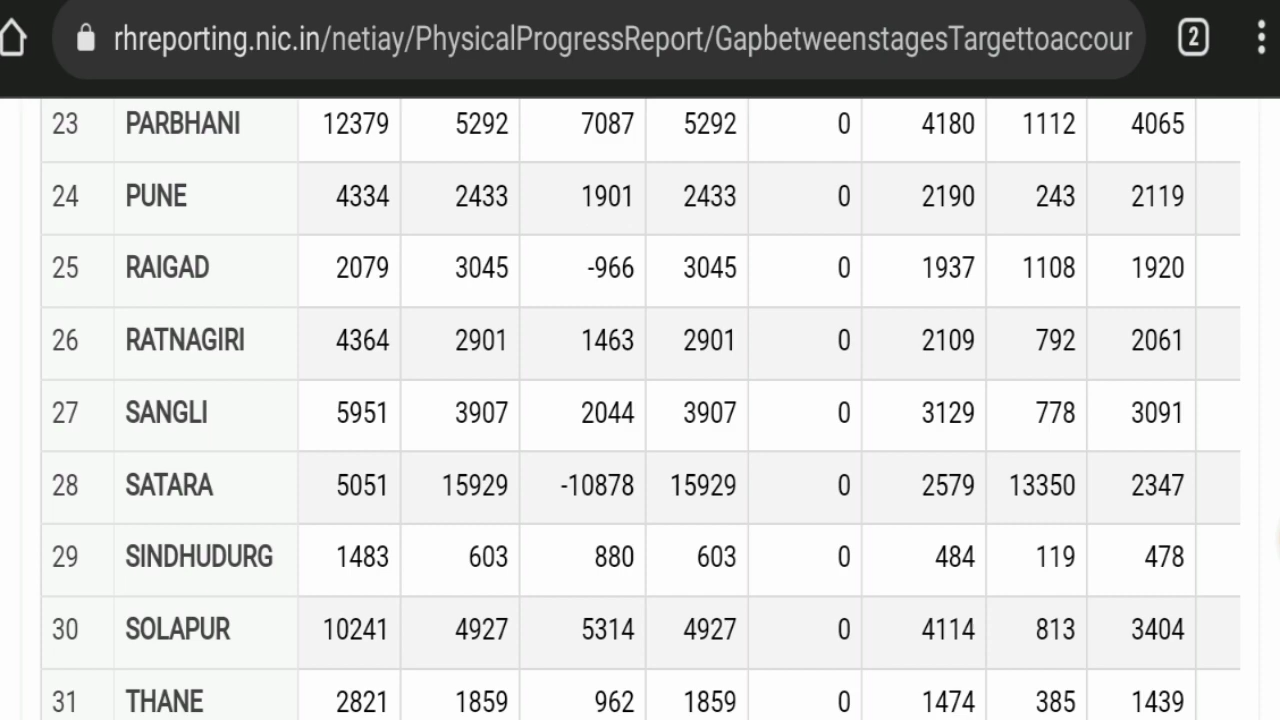 rhreporting.nic.in/netiay/PhysicalProgressReport/GapbetweenstagesTargettoaccour 2
23 PARBHANI 12379 5292 7087 5292 0 4180 1112 4065
24 PUNE 4334 2433 1901 2433 0 2190 243 2119
25 RAIGAD 2079 3045 -966 3045 0 1937 1108 1920
26 RATNAGIRI 4364 2901 1463 2901 0 2109 792 2061
27 SANGLI 5951 3907 2044 3907 0 3129 778 3091
28 SATARA 5051 15929 -10878 15929 0 2579 13350 2347
29 SINDHUDURG 1483 603 880 603 0 484 119 478
30 SOLAPUR 10241 4927 5314 4927 0 4114 813 3404
31 THANE 2821 1859 962 1859 0 1474 385 1439